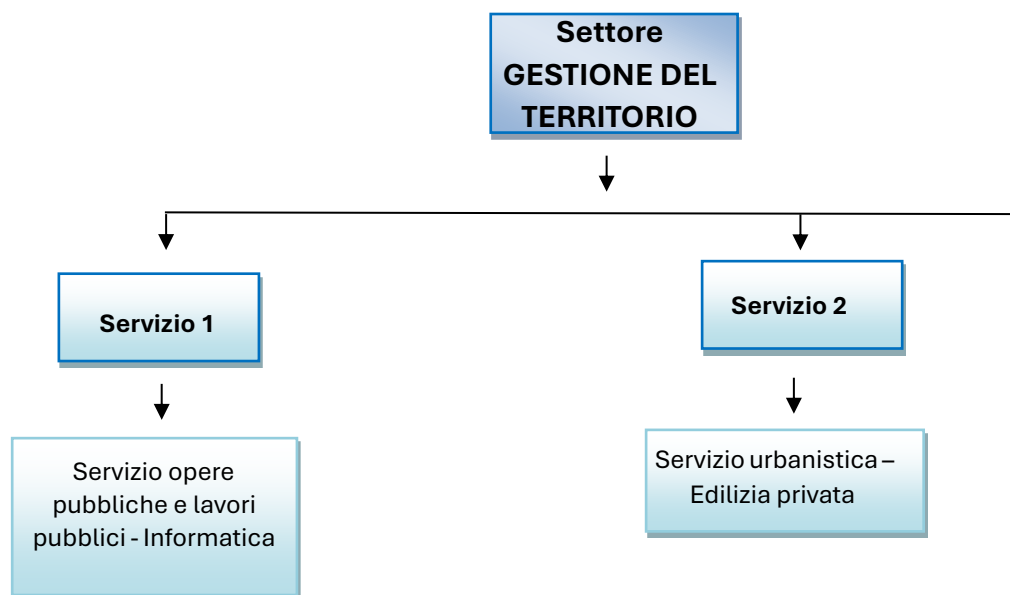 Settore
GESTIONE DEL
TERRITORIO
Servizio 1
Servizio 2
Servizio opere
pubbliche e lavori
pubblici - Informatica
Servizio urbanistica –
Edilizia privata